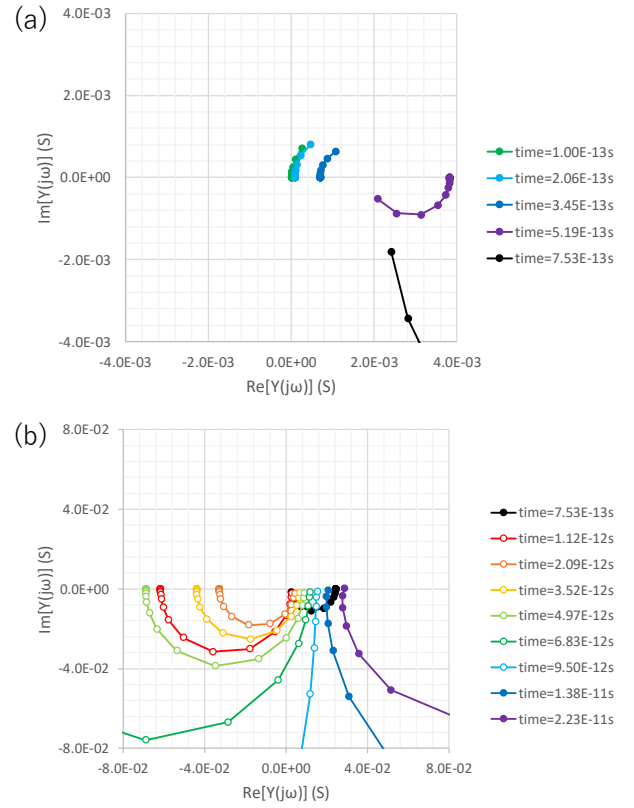 (a)
4.0E-03
2.0E-03
0.0E+00
-2.0E-03
-4.0E-03
Im[Y(jω)] (S)
-4.0E-03 -2.0E-03 0.0E+00 2.0E-03 4.0E-03
Re[Y(jω)] (S)
time=1.00E-13s
time=2.06E-13s
time=3.45E-13s
time=5.19E-13s
time=7.53E-13s
(b)
8.0E-02
4.0E-02
0.0E+00
-4.0E-02
-8.0E-02
Im[Y(jω)] (S)
-8.0E-02 -4.0E-02 0.0E+00 4.0E-02 8.0E-02
Re[Y(jω)] (S)
time=7.53E-13s
time=1.12E-12s
time=2.09E-12s
time=3.52E-12s
time=4.97E-12s
time=6.83E-12s
time=9.50E-12s
time=1.38E-11s
time=2.23E-11s